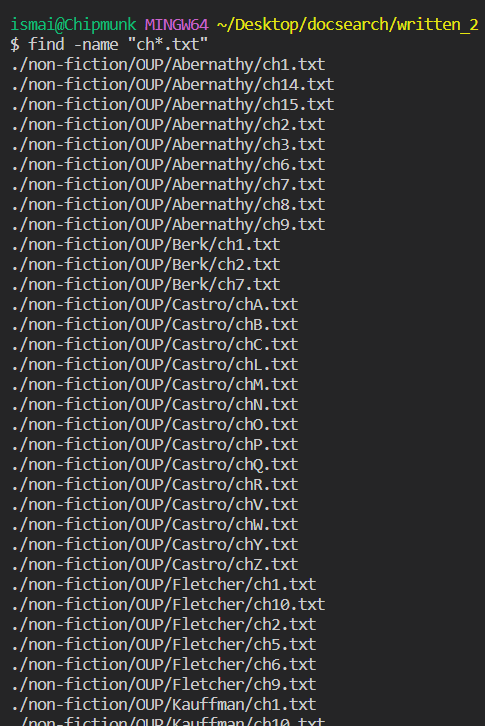 ismai@Chipmunk MINGW64 ~/Desktop/docsearch/written_2
$ find -name "ch*.txt"
./non-fiction/OUP/Abernathy/ch1.txt
./non-fiction/OUP/Abernathy/ch14.txt
./non-fiction/OUP/Abernathy/ch15.txt
./non-fiction/OUP/Abernathy/ch2.txt
./non-fiction/OUP/Abernathy/ch3.txt
./non-fiction/OUP/Abernathy/ch6.txt
./non-fiction/OUP/Abernathy/ch7.txt
./non-fiction/OUP/Abernathy/ch8.txt
./non-fiction/OUP/Abernathy/ch9.txt
./non-fiction/OUP/Berk/ch1.txt
./non-fiction/OUP/Berk/ch2.txt
./non-fiction/OUP/Berk/ch7.txt
./non-fiction/OUP/Castro/chA.txt
./non-fiction/OUP/Castro/chB.txt
./non-fiction/OUP/Castro/chC.txt
./non-fiction/OUP/Castro/chL.txt
./non-fiction/OUP/Castro/chM.txt
./non-fiction/OUP/Castro/chN.txt
./non-fiction/OUP/Castro/chO.txt
./non-fiction/OUP/Castro/chP.txt
./non-fiction/OUP/Castro/chQ.txt
./non-fiction/OUP/Castro/chR.txt
./non-fiction/OUP/Castro/chV.txt
./non-fiction/OUP/Castro/chW.txt
./non-fiction/OUP/Castro/chY.txt
./non-fiction/OUP/Castro/chZ.txt
./non-fiction/OUP/Fletcher/ch1.txt
./non-fiction/OUP/Fletcher/ch10.txt
./non-fiction/OUP/Fletcher/ch2.txt
./non-fiction/OUP/Fletcher/ch5.txt
./non-fiction/OUP/Fletcher/ch6.txt
./non-fiction/OUP/Fletcher/ch9.txt
./non-fiction/OUP/Kauffman/ch1.txt
./non-fiction/OUP/Kauffman/ch10.txt